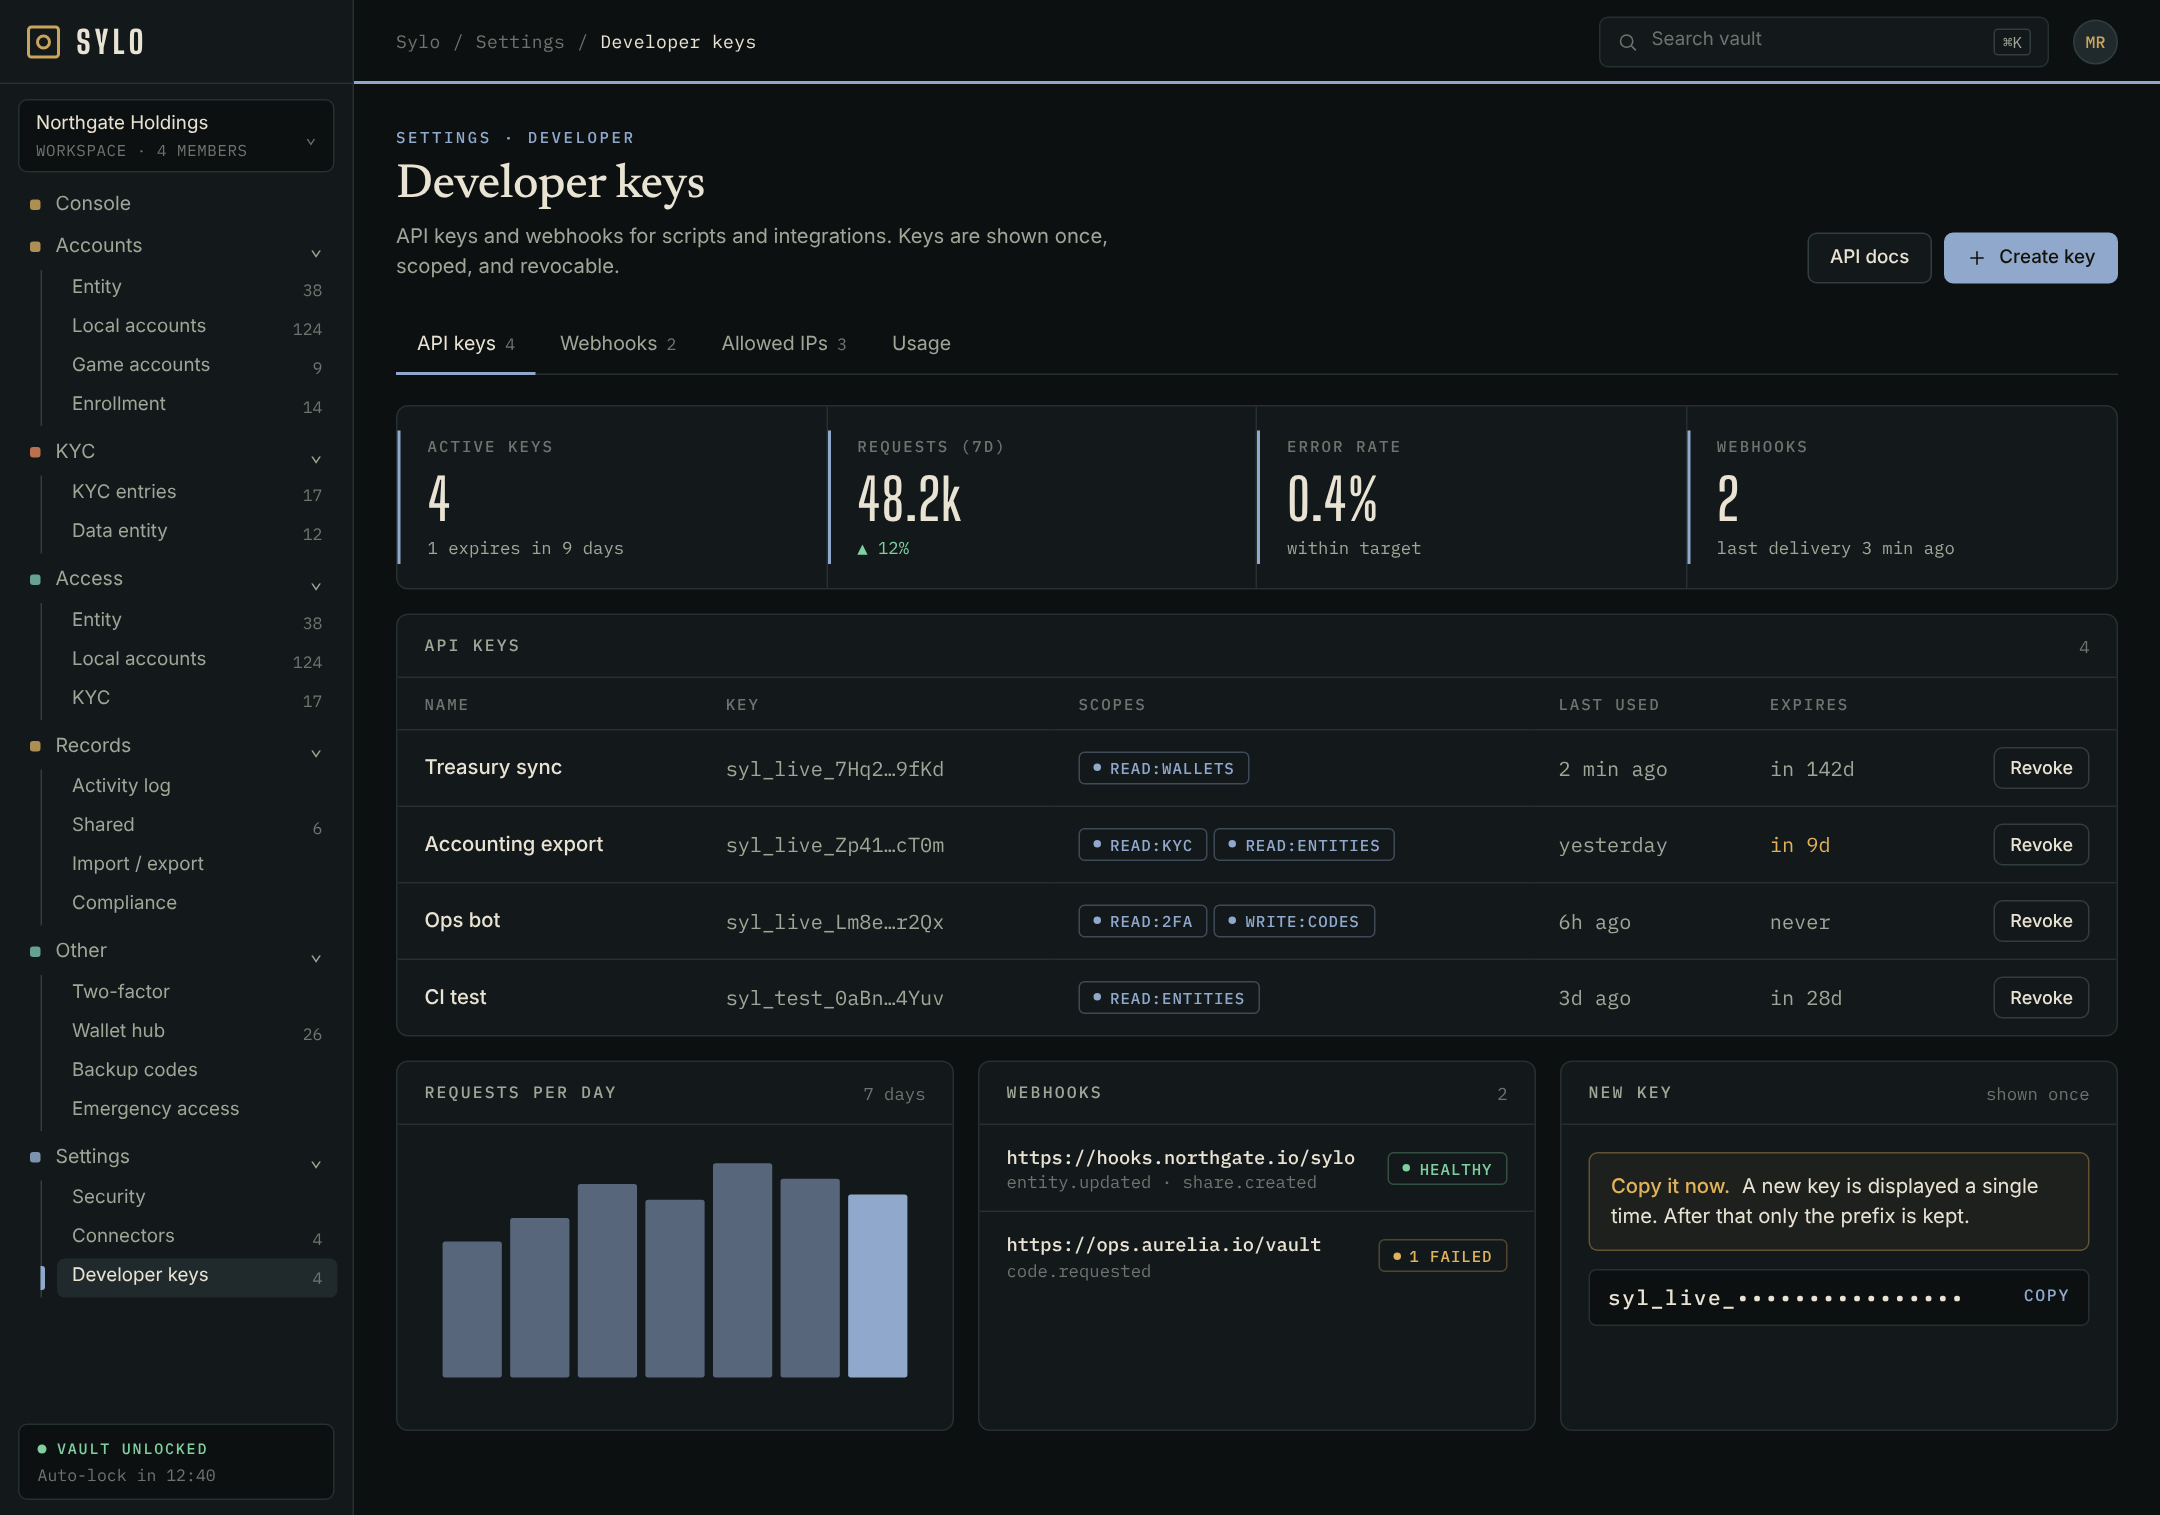 SYLO
Sylo / Settings / Developer keys
Search vault
⌘K
MR
Northgate Holdings
WORKSPACE · 4 MEMBERS
Console
Accounts
Entity 38
Local accounts 124
Game accounts 9
Enrollment 14
KYC
KYC entries 17
Data entity 12
Access
Entity 38
Local accounts 124
KYC 17
Records
Activity log
Shared 6
Import / export
Compliance
Other
Two-factor
Wallet hub 26
Backup codes
Emergency access
Settings
Security
Connectors 4
Developer keys 4
VAULT UNLOCKED
Auto-lock in 12:40
SETTINGS · DEVELOPER
Developer keys
API keys and webhooks for scripts and integrations. Keys are shown once,
scoped, and revocable.
API docs
+ Create key
API keys 4 Webhooks 2 Allowed IPs 3 Usage
ACTIVE KEYS
4
1 expires in 9 days
REQUESTS (7D)
48.2k
▲ 12%
ERROR RATE
0.4%
within target
WEBHOOKS
2
last delivery 3 min ago
API KEYS 4
NAME KEY SCOPES LAST USED EXPIRES
Treasury sync syl_live_7Hq2…9fKd READ:WALLETS 2 min ago in 142d Revoke
Accounting export syl_live_Zp41…cT0m READ:KYC READ:ENTITIES yesterday in 9d Revoke
Ops bot syl_live_Lm8e…r2Qx READ:2FA WRITE:CODES 6h ago never Revoke
CI test syl_test_0aBn…4Yuv READ:ENTITIES 3d ago in 28d Revoke
REQUESTS PER DAY 7 days
WEBHOOKS 2
https://hooks.northgate.io/sylo HEALTHY
entity.updated · share.created
https://ops.aurelia.io/vault 1 FAILED
code.requested
NEW KEY shown once
Copy it now. A new key is displayed a single
time. After that only the prefix is kept.
syl_live_•••••••••••••••• COPY